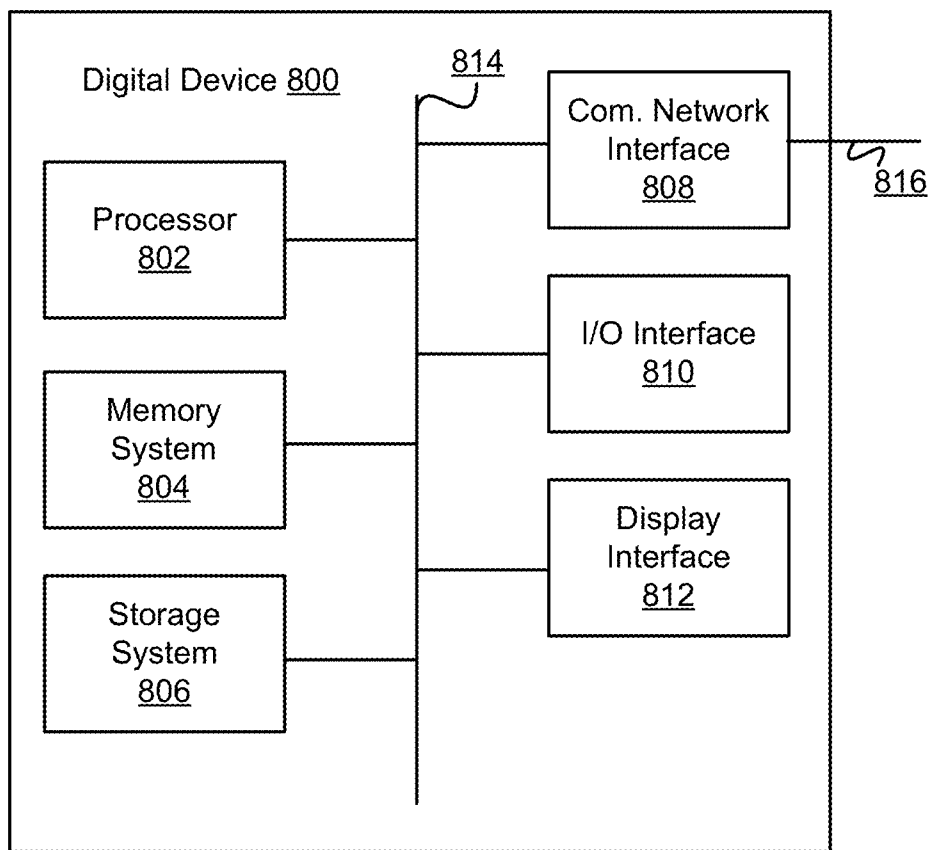 Digital Device 800
814
Com. Network
Interface
808
816
Processor
802
I/O Interface
810
Memory
System
804
Display
Interface
812
Storage
System
806